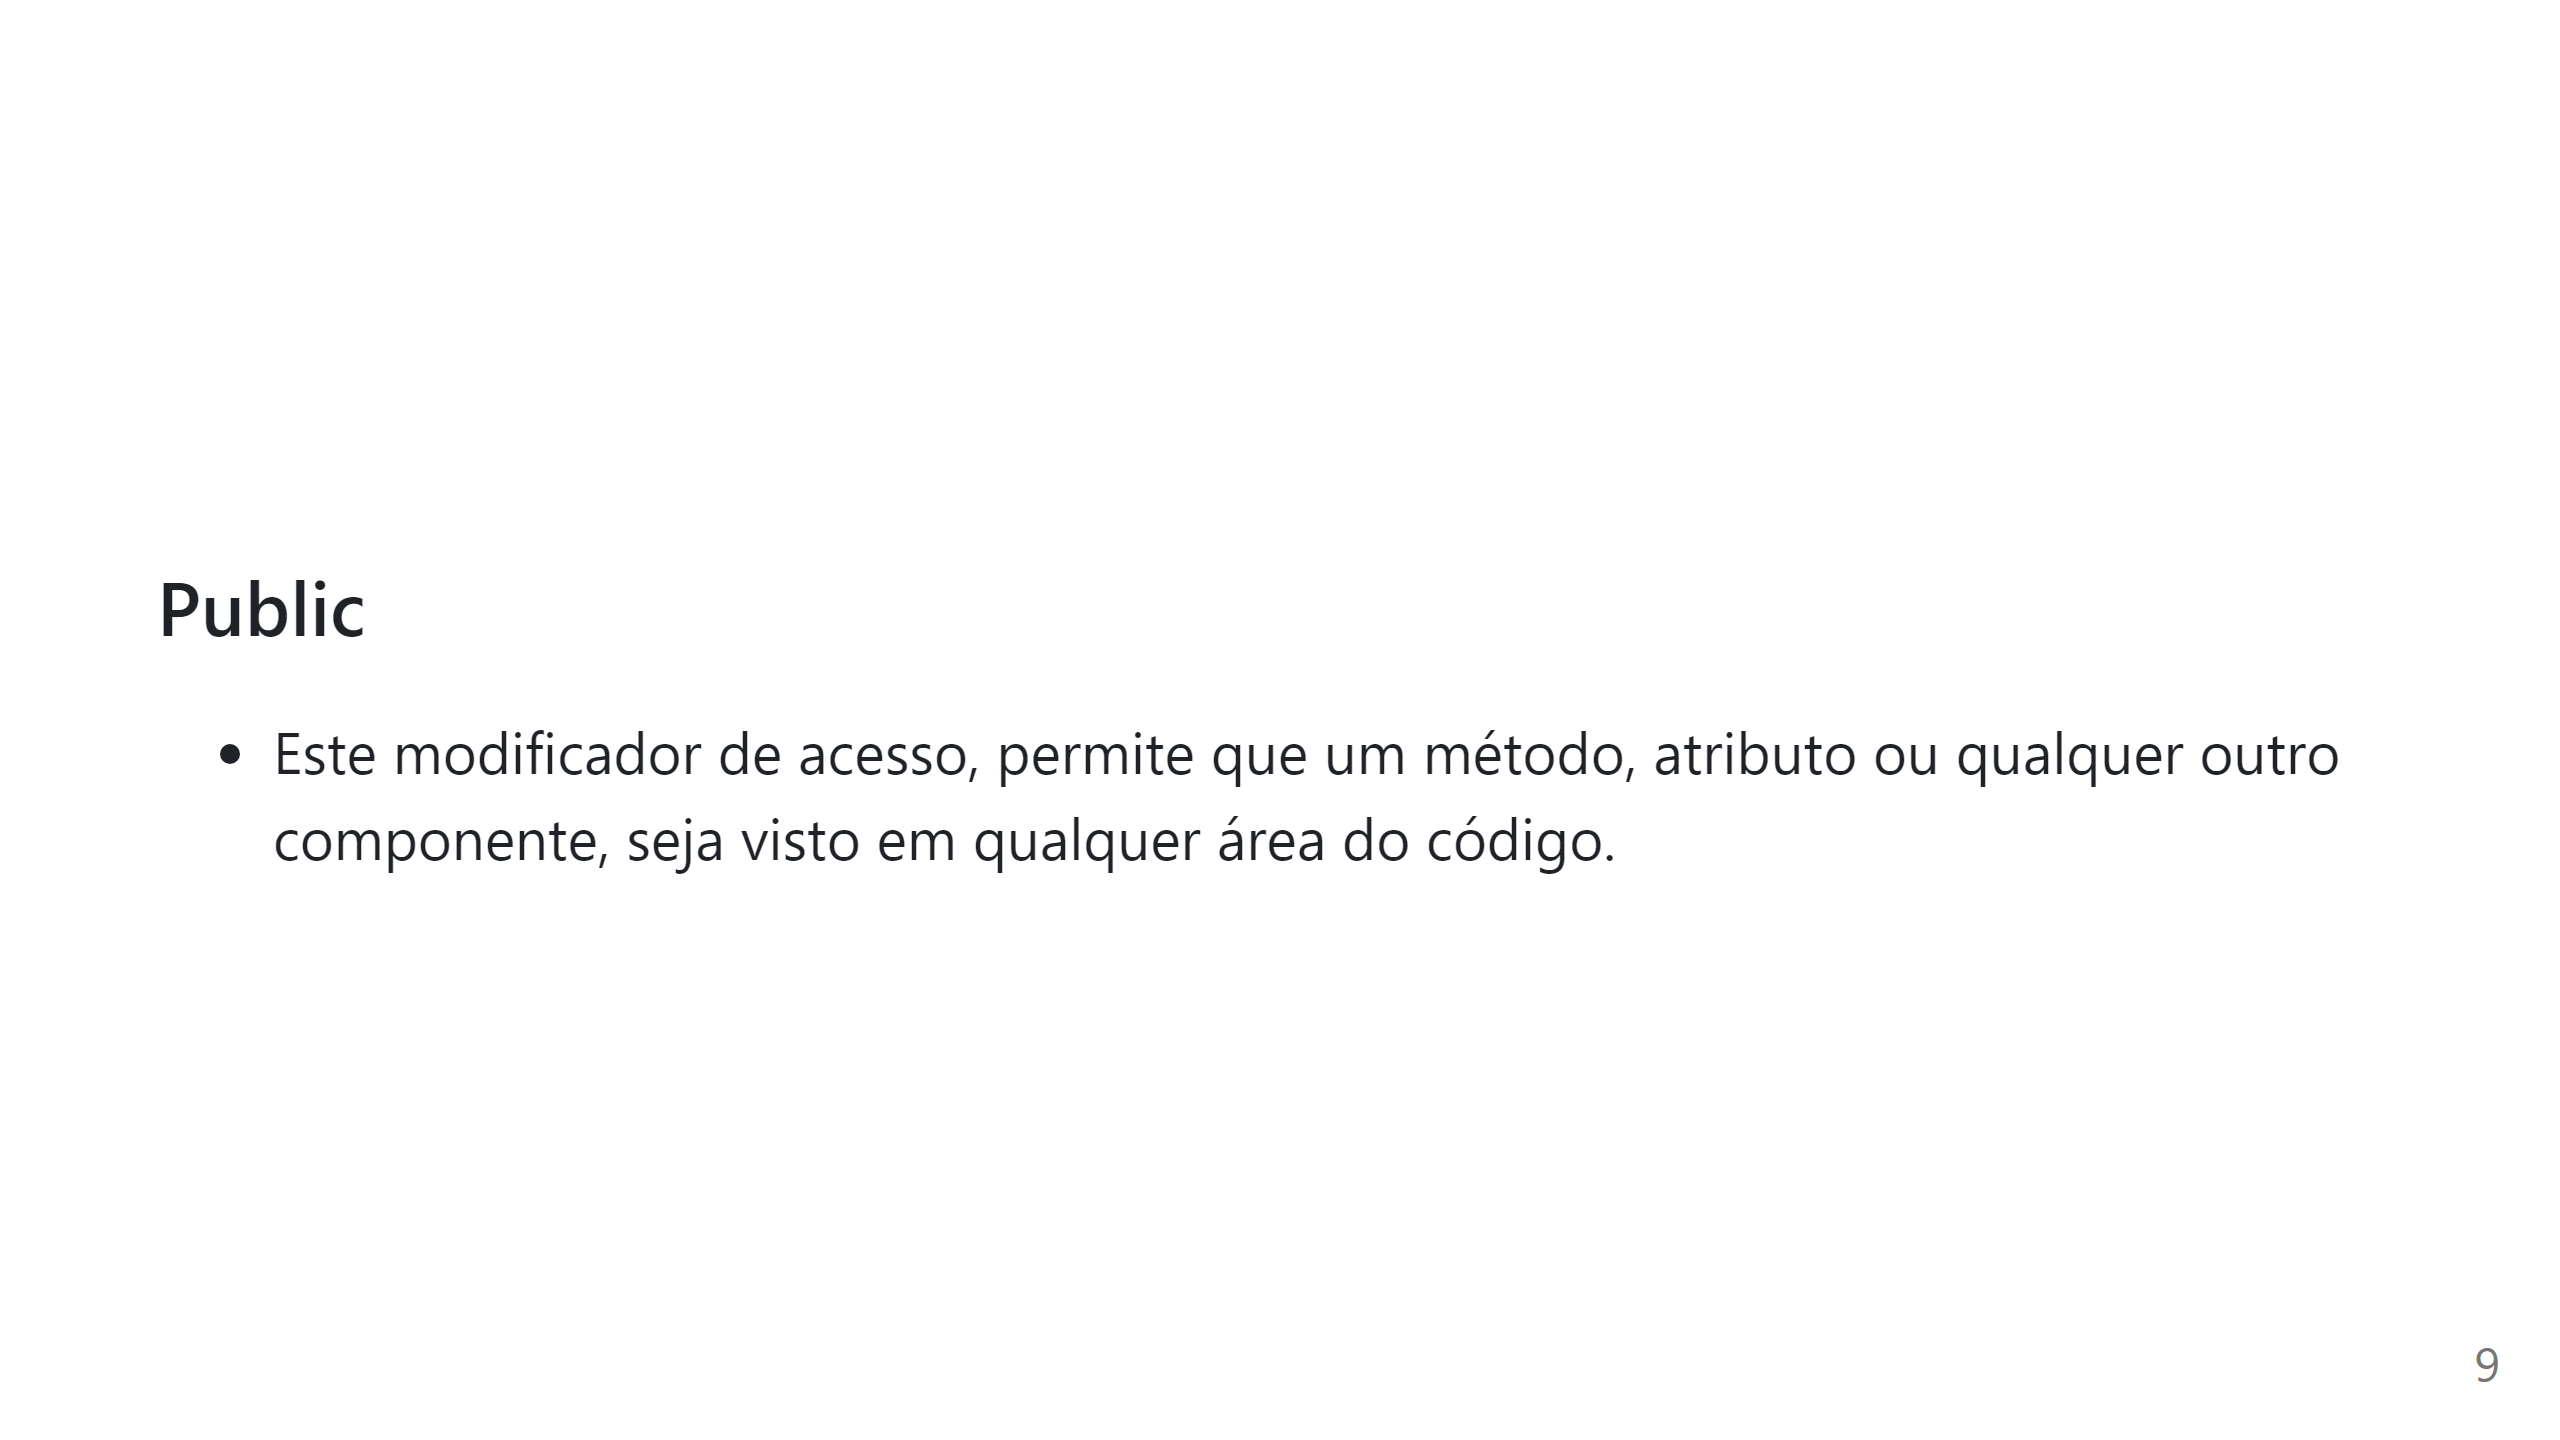 Public
• Este modificador de acesso, permite que um método, atributo ou qualquer outro
componente, seja visto em qualquer área do código.
9